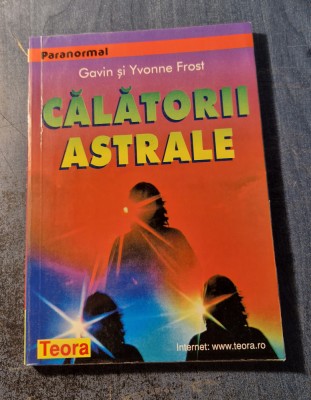 Paranormal
Gavin și Yvonne Frost
CĂLĂTORII
ASTRALE
Teora
Internet: www.teora.ro